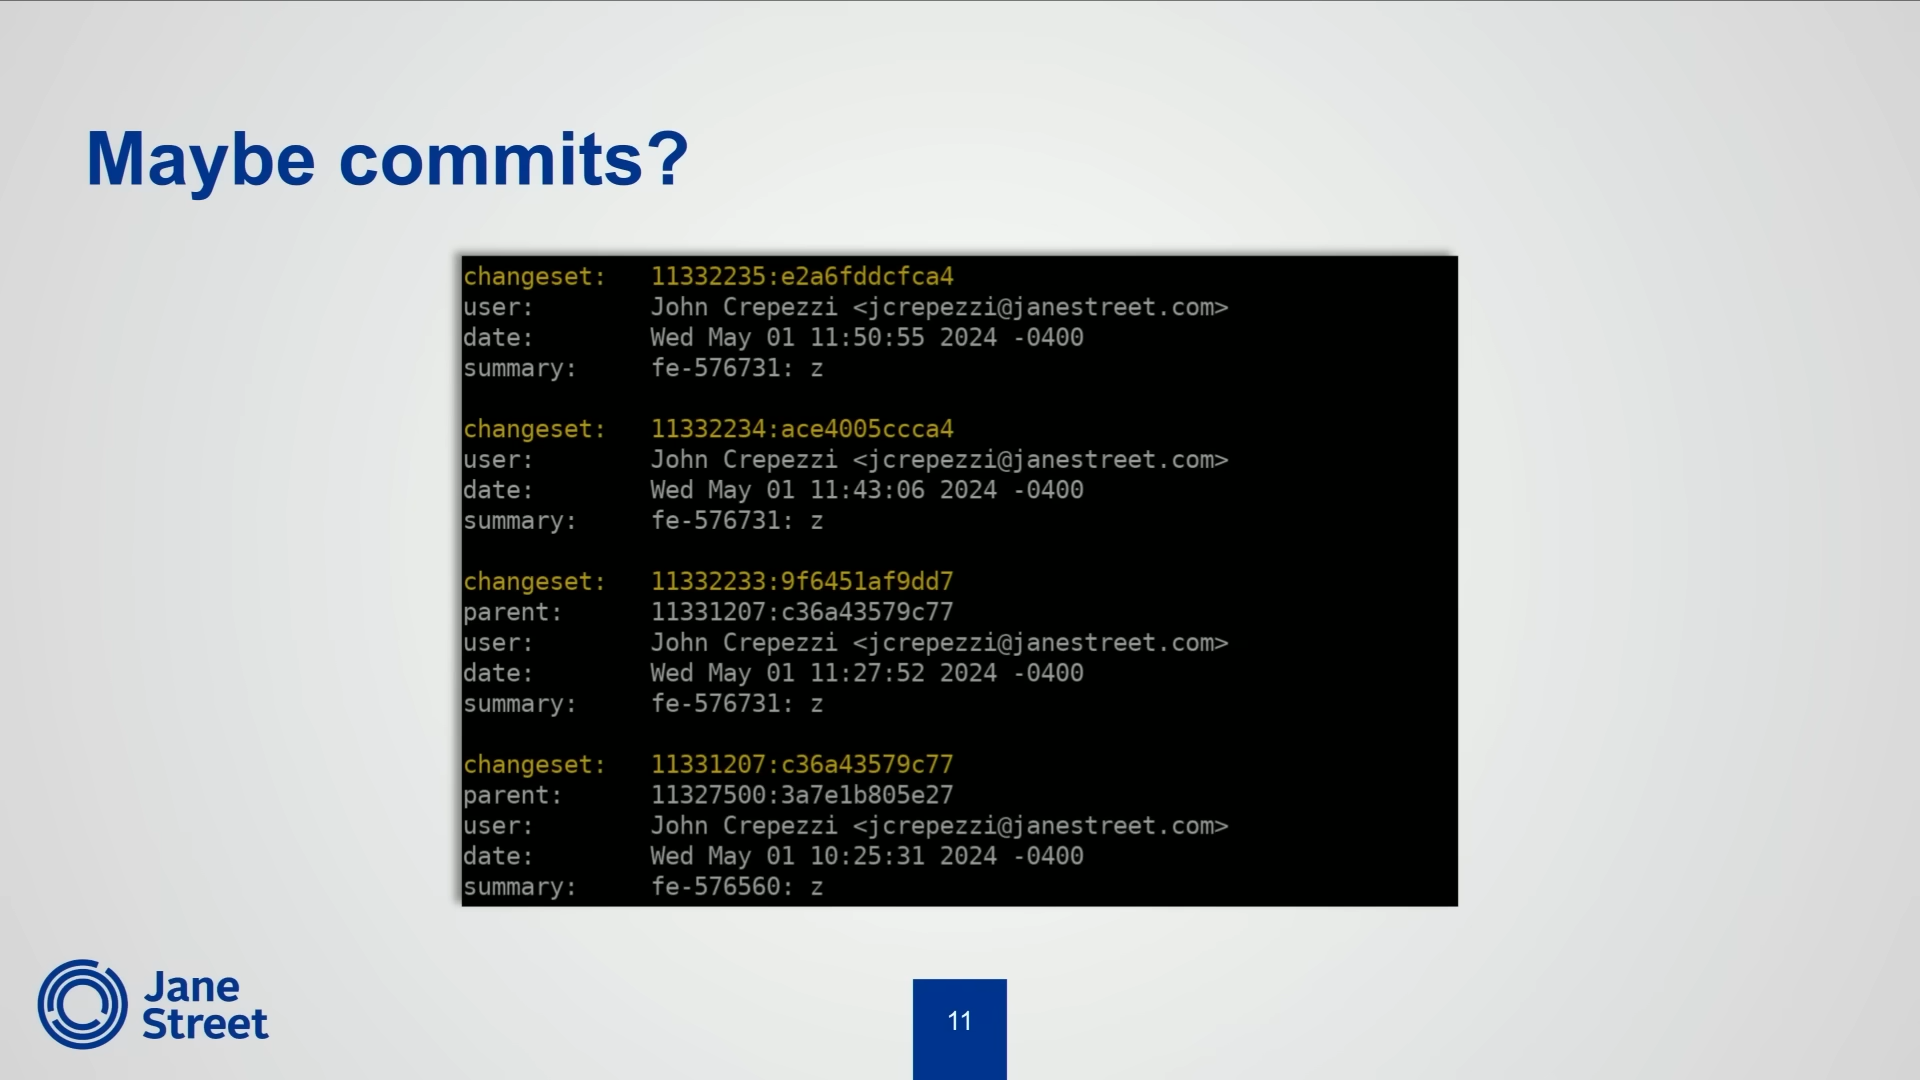 Maybe commits?
changeset:   11332235:e2a6fddcfca4
user:        John Crepezzi <jcrepezzi@janestreet.com>
date:        Wed May 01 11:50:55 2024 -0400
summary:     fe-576731: z
changeset:   11332234:ace4005ccca4
user:        John Crepezzi <jcrepezzi@janestreet.com>
date:        Wed May 01 11:43:06 2024 -0400
summary:     fe-576731: z
changeset:   11332233:9f6451af9dd7
parent:      11331207:c36a43579c77
user:        John Crepezzi <jcrepezzi@janestreet.com>
date:        Wed May 01 11:27:52 2024 -0400
summary:     fe-576731: z
changeset:   11331207:c36a43579c77
parent:      11327500:3a7e1b805e27
user:        John Crepezzi <jcrepezzi@janestreet.com>
date:        Wed May 01 10:25:31 2024 -0400
summary:     fe-576560: z
Jane
Street
11